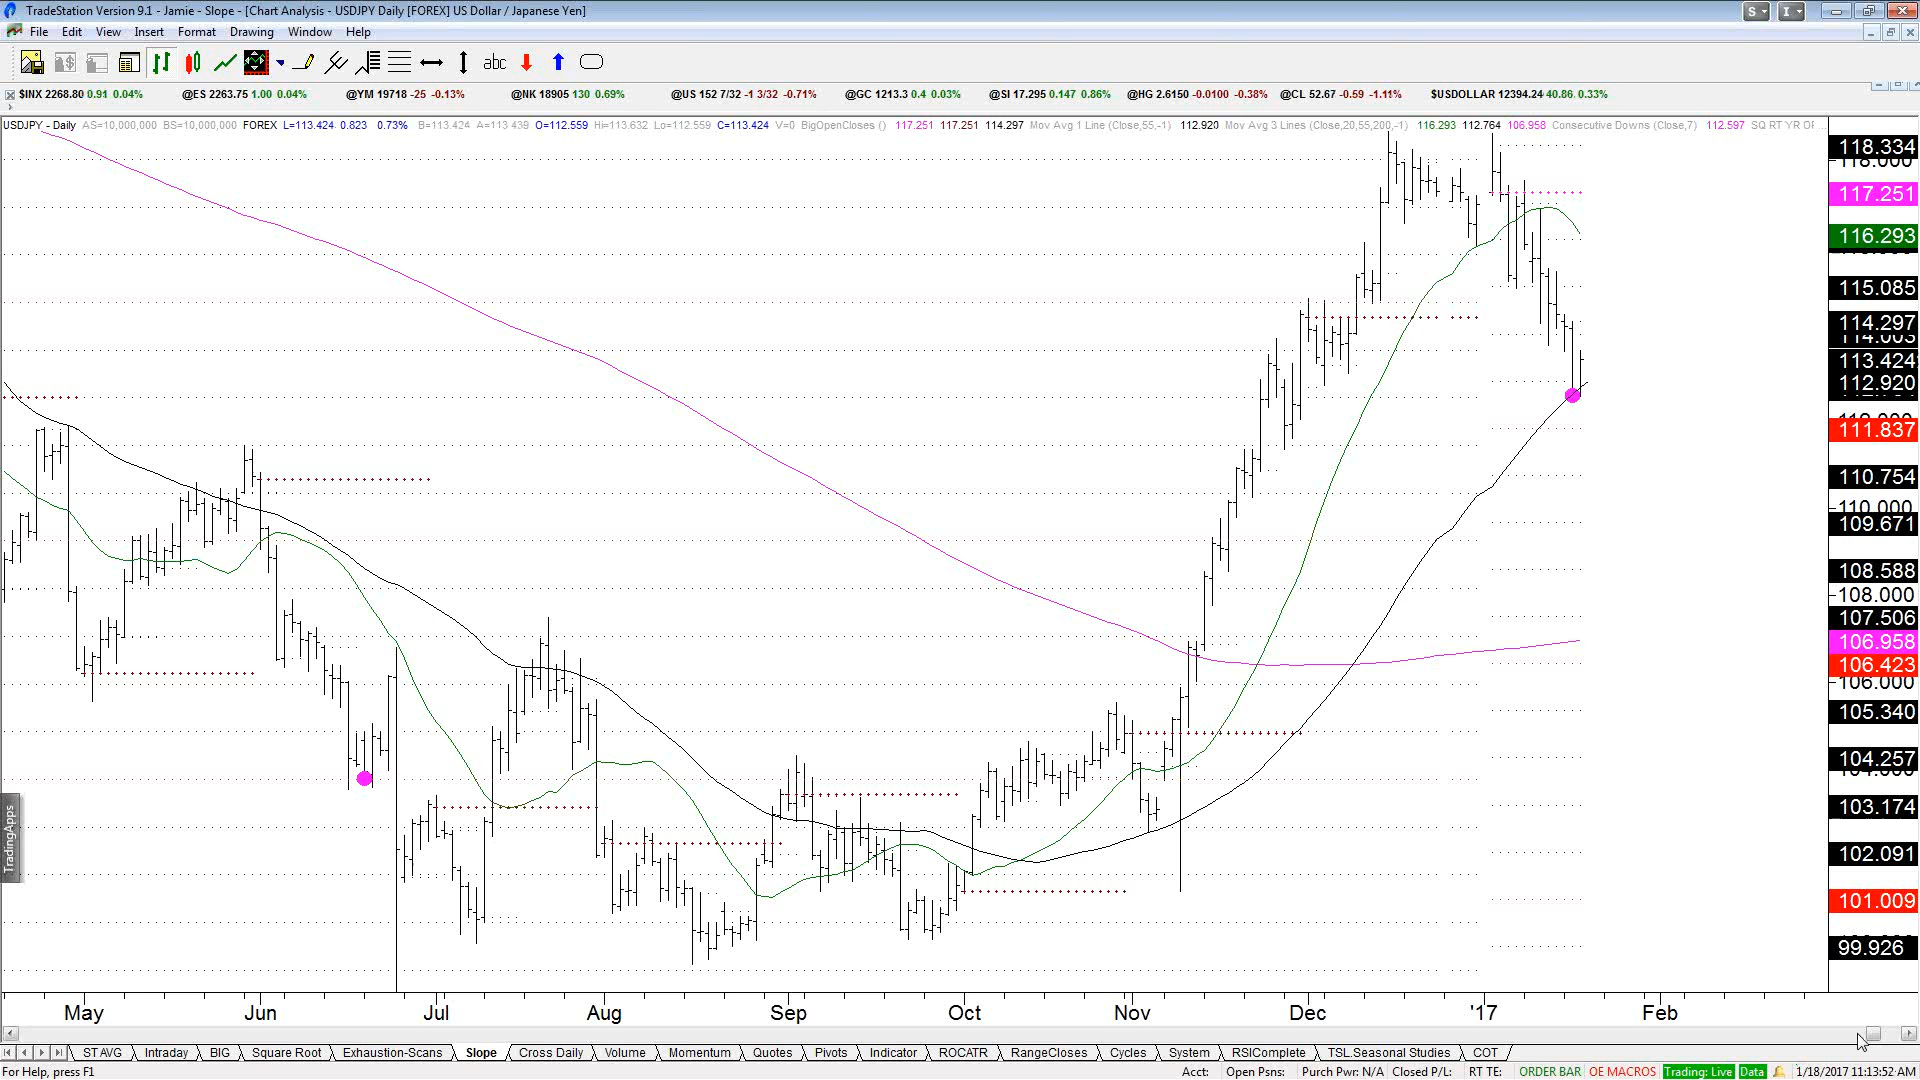 TradeStation Version 9.1 - Jamie - Slope - [Chart Analysis - USDJPY Daily [FOREX] US Dollar / Japanese Yen]
S I
File Edit View Insert Format Drawing Window Help
abc
$INX 2268.80 0.91 0.04% @ES 2263.75 1.00 0.04% @YM 19718 -25 -0.13% @NK 18905 130 0.69% @US 152 7/32 -1 3/32 -0.71% @GC 1213.3 0.4 0.03% @SI 17.295 0.147 0.86% @HG 2.6150 -0.0100 -0.38% @CL 52.67 -0.59 -1.11% $USDOLLAR 12394.24 40.86 0.33%
USDJPY - Daily AS=10,000,000 BS=10,000,000 FOREX L=113.424 0.823 0.73% B=113.424 A=113.439 O=112.559 Hi=113.632 Lo=112.559 C=113.424 V=0 BigOpenCloses () 117.251 117.251 114.297 Mov Avg 1 Line (Close,55,-1) 112.920 Mov Avg 3 Lines (Close,20,55,200,-1) 116.293 112.764 106.958 Consecutive Downs (Close,7) 112.597 SQ RT YR OF ...
118.334
118.000
117.251
116.293
115.085
114.297
114.003
113.424
112.920
111.837
110.754
110.000
109.671
108.588
108.000
107.506
106.958
106.423
106.000
105.340
104.257
103.174
102.091
101.009
99.926
TradingApps
May Jun Jul Aug Sep Oct Nov Dec '17 Feb
ST AVG Intraday BIG Square Root Exhaustion-Scans Slope Cross Daily Volume Momentum Quotes Pivots Indicator ROCATR RangeCloses Cycles System RSIComplete TSL.Seasonal Studies COT
For Help, press F1 Acct: Open Psns: Purch Pwr: N/A Closed P/L: RT TE: ORDER BAR OE MACROS Trading: Live Data 1/18/2017 11:13:52 AM